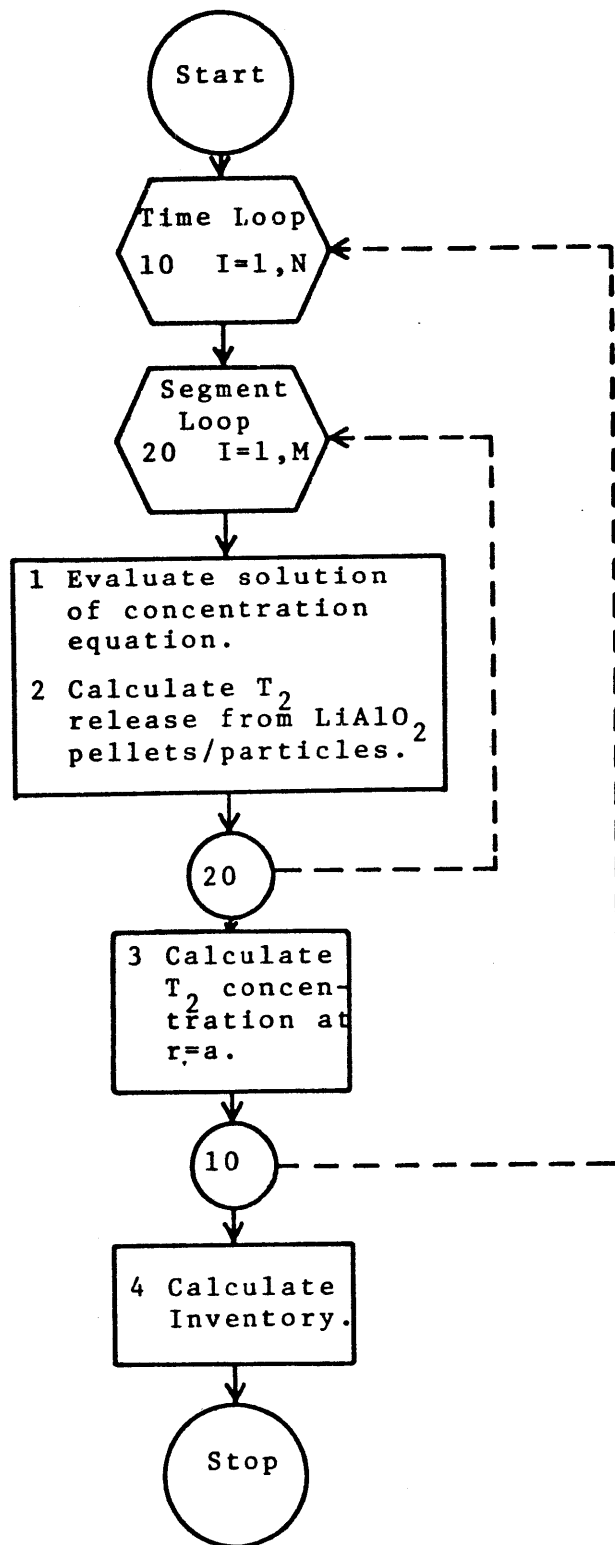 Start
Time Loop
10 I=1,N
Segment
Loop
20 I=1,M
1 Evaluate solution
of concentration
equation.
2 Calculate T2
release from LiAlO2
pellets/particles.
20
3 Calculate
T2 concen-
tration at
r=a.
10
4 Calculate
Inventory.
Stop